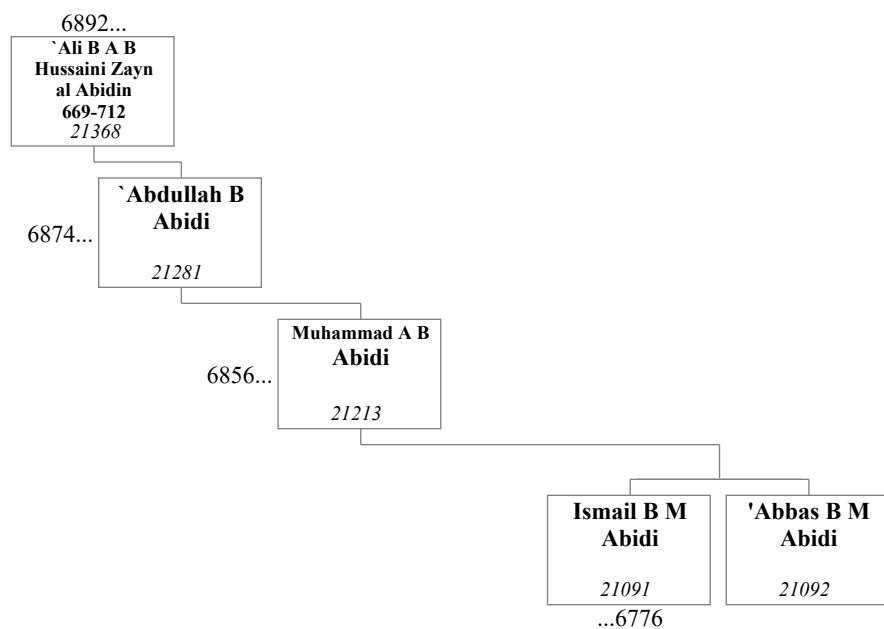 6892...
`Ali B A B
Hussaini Zayn
al Abidin
669-712
21368
`Abdullah B
Abidi
6874...
21281
Muhammad A B
Abidi
6856...
21213
Ismail B M
Abidi
21091
...6776
'Abbas B M
Abidi
21092